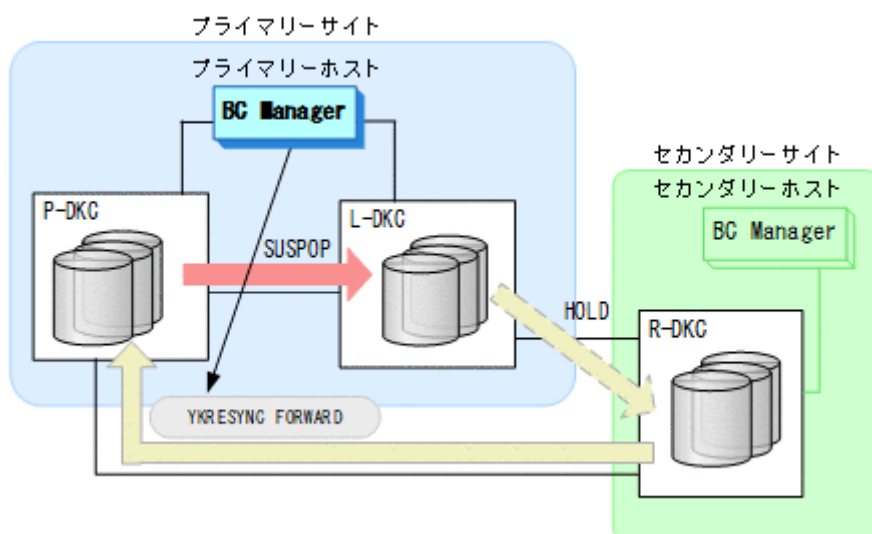 プライマリーサイト
プライマリーホスト
BC Manager
セカンダリーサイト
セカンダリーホスト
BC Manager
P-DKC
L-DKC
SUSPOP
HOLD
R-DKC
YKRESYNC FORWARD